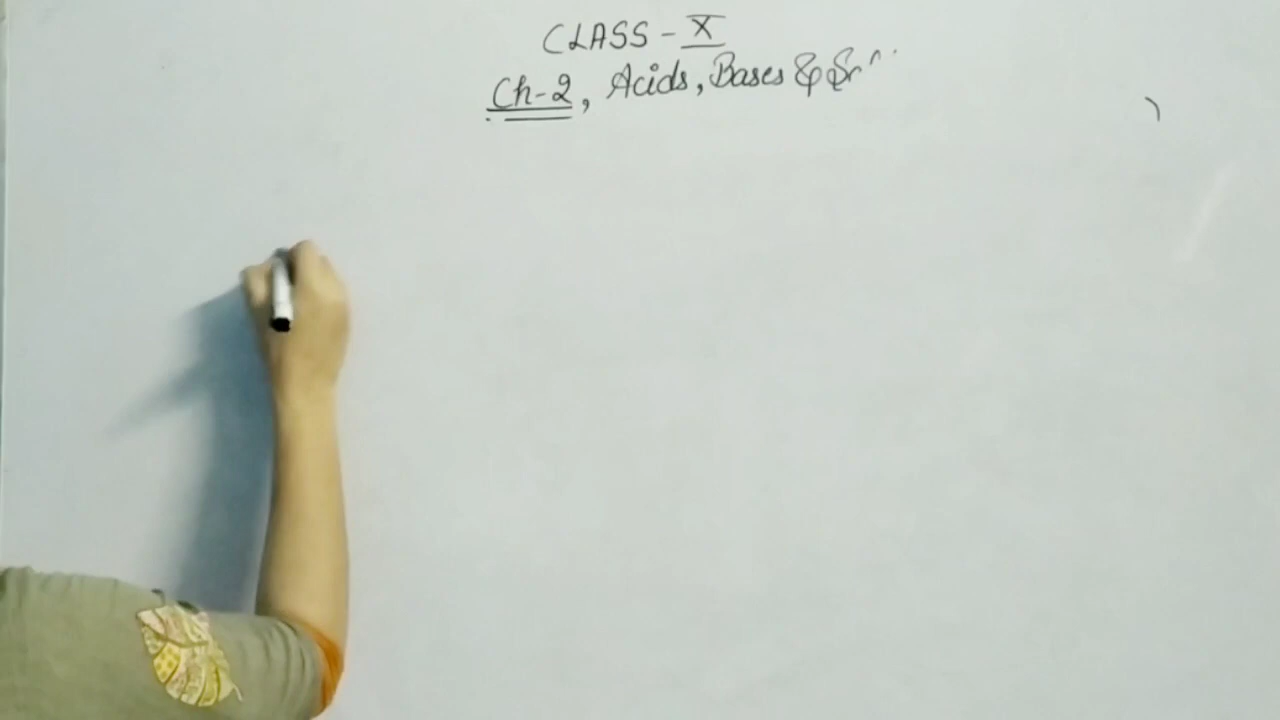 CLASS - X
Ch-2, Acids, Bases &